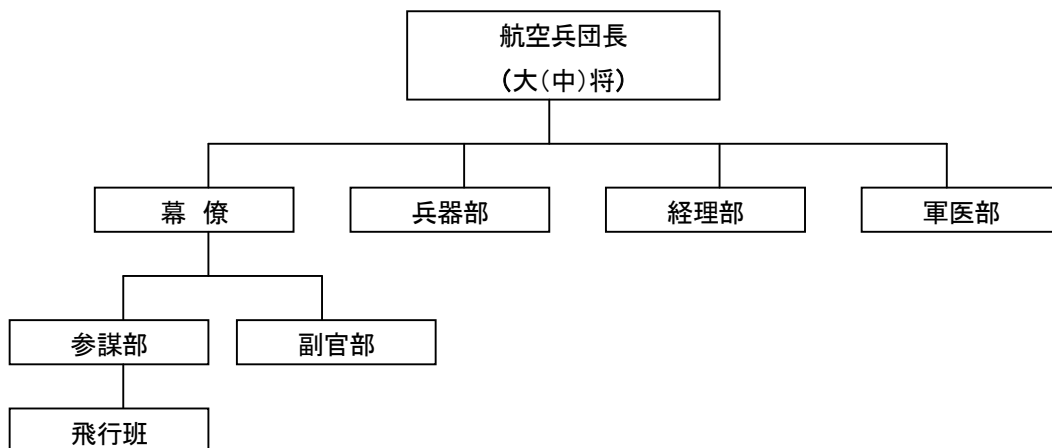 航空兵団長
(大(中)将)
幕 僚
兵器部
経理部
軍医部
参謀部
副官部
飛行班